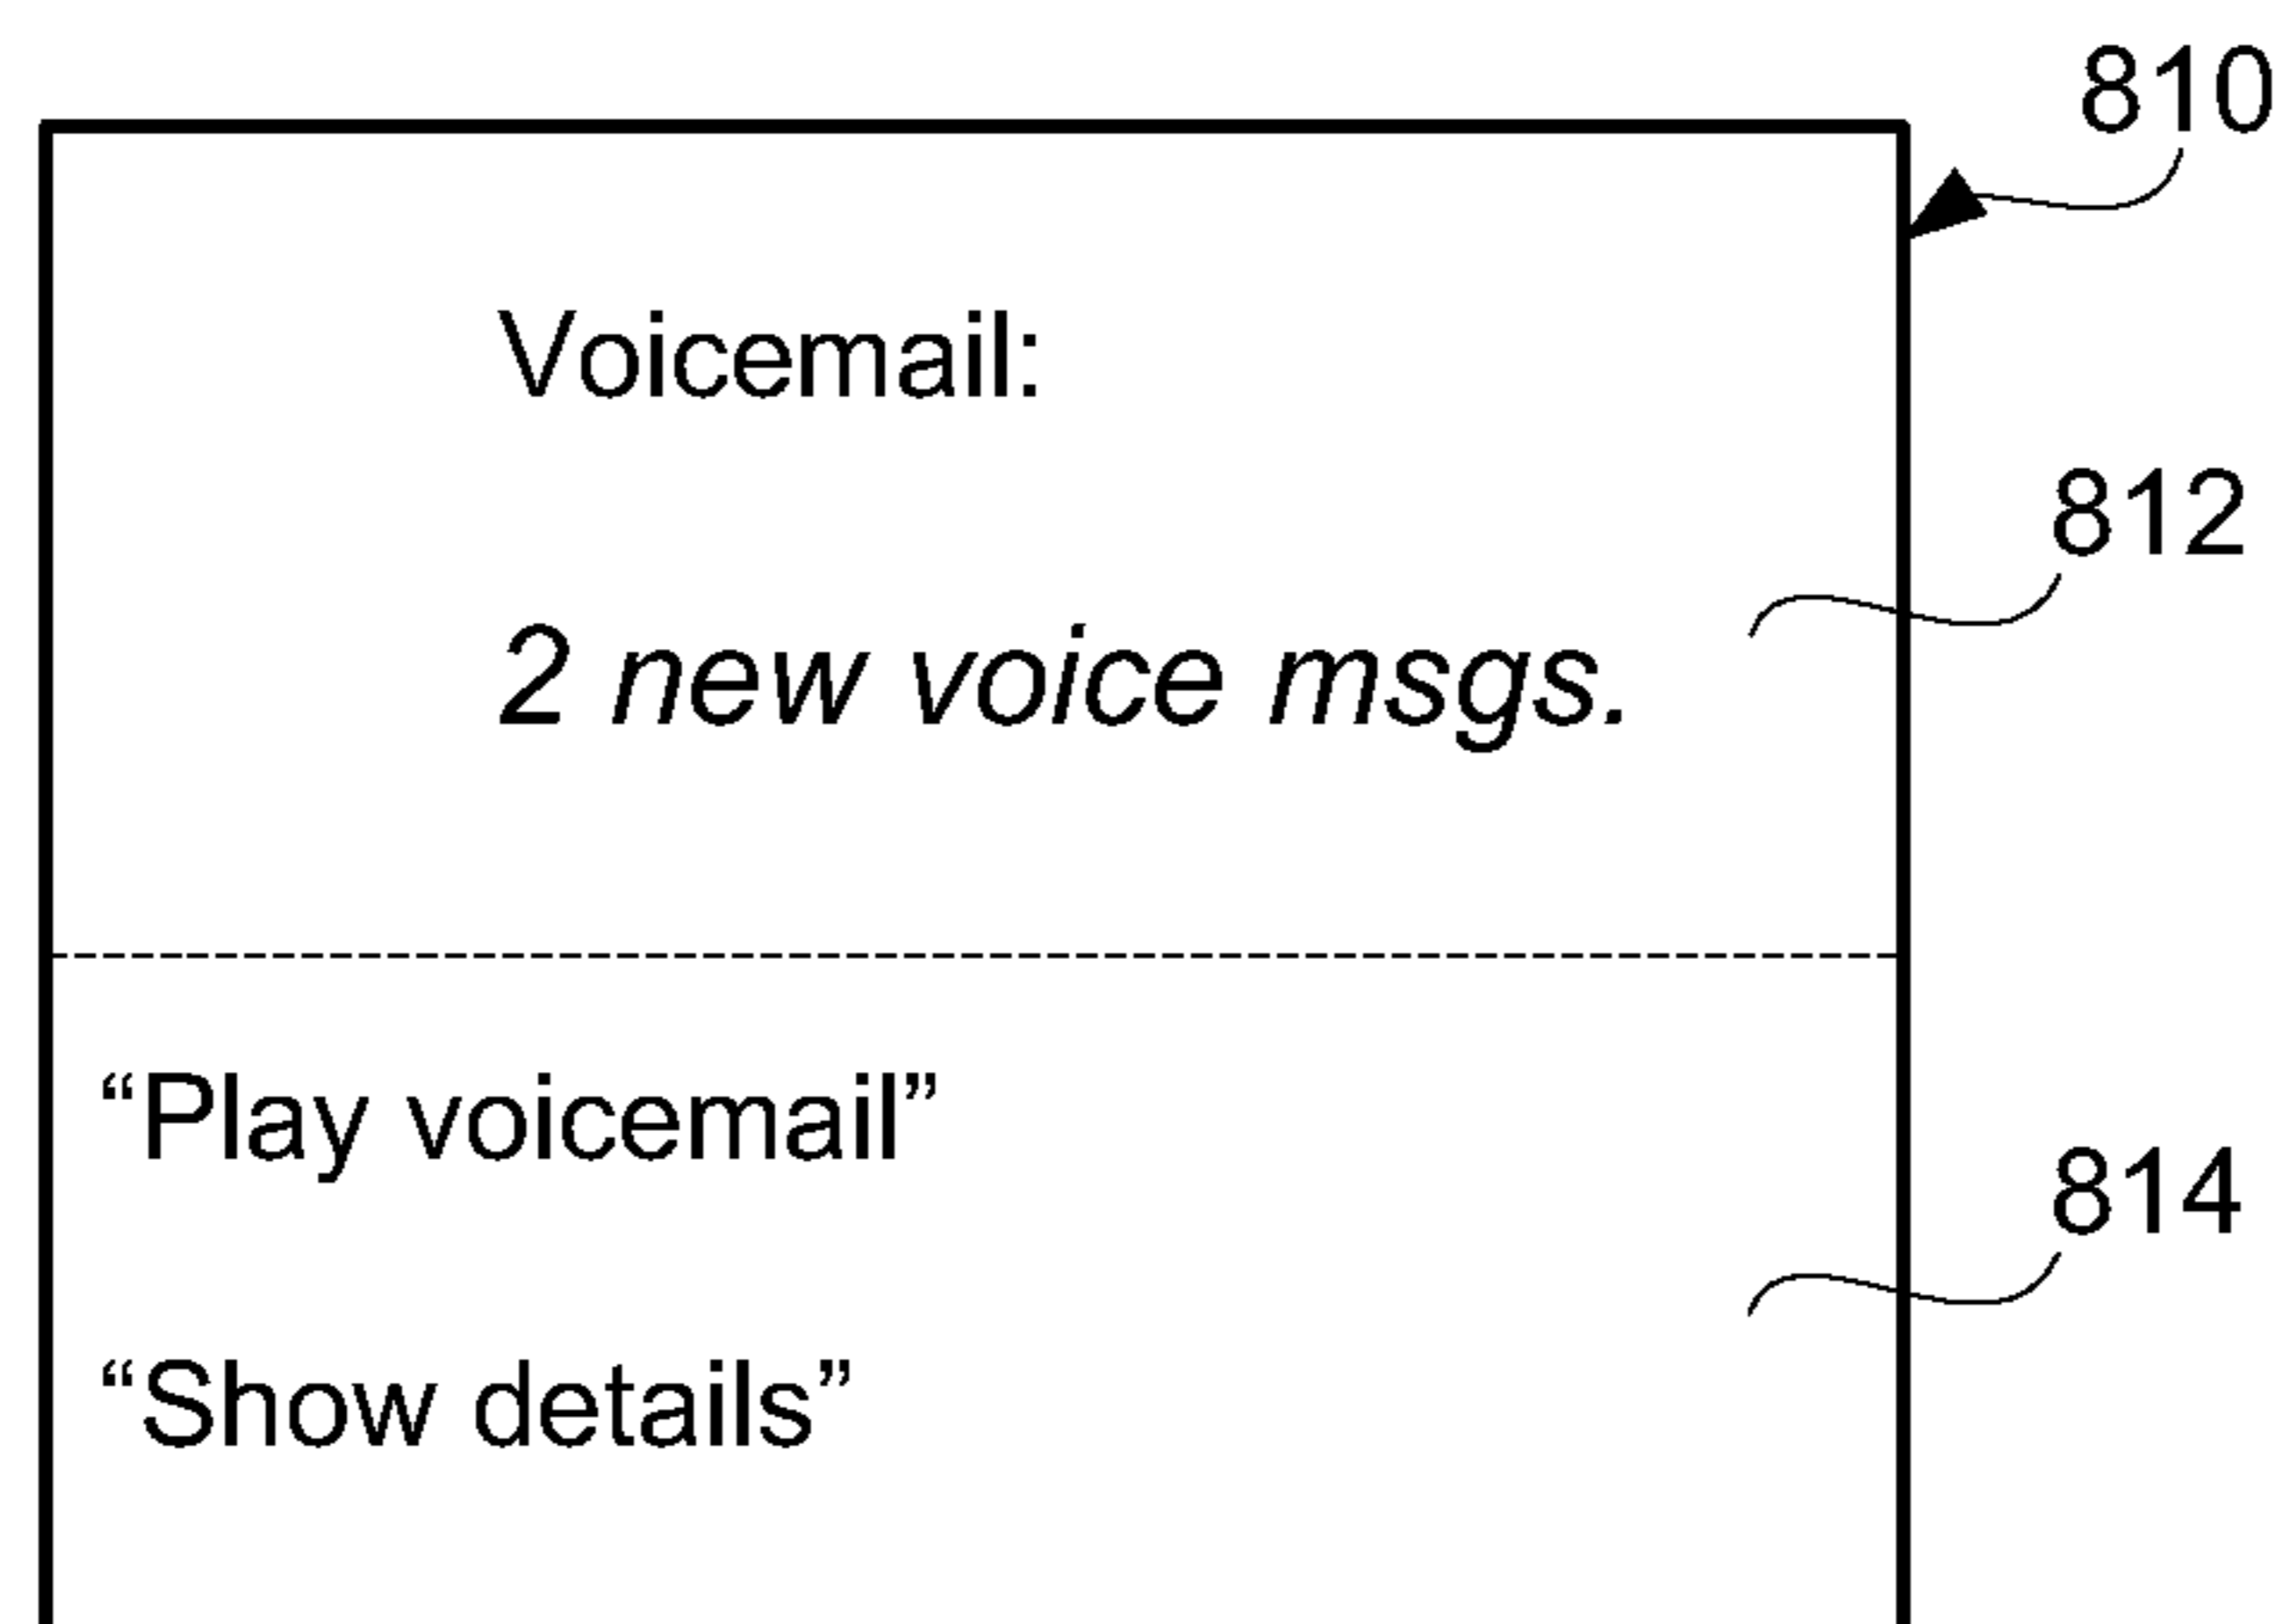 810
Voicemail:
812
2 new voice msgs.
“Play voicemail”
814
“Show details”